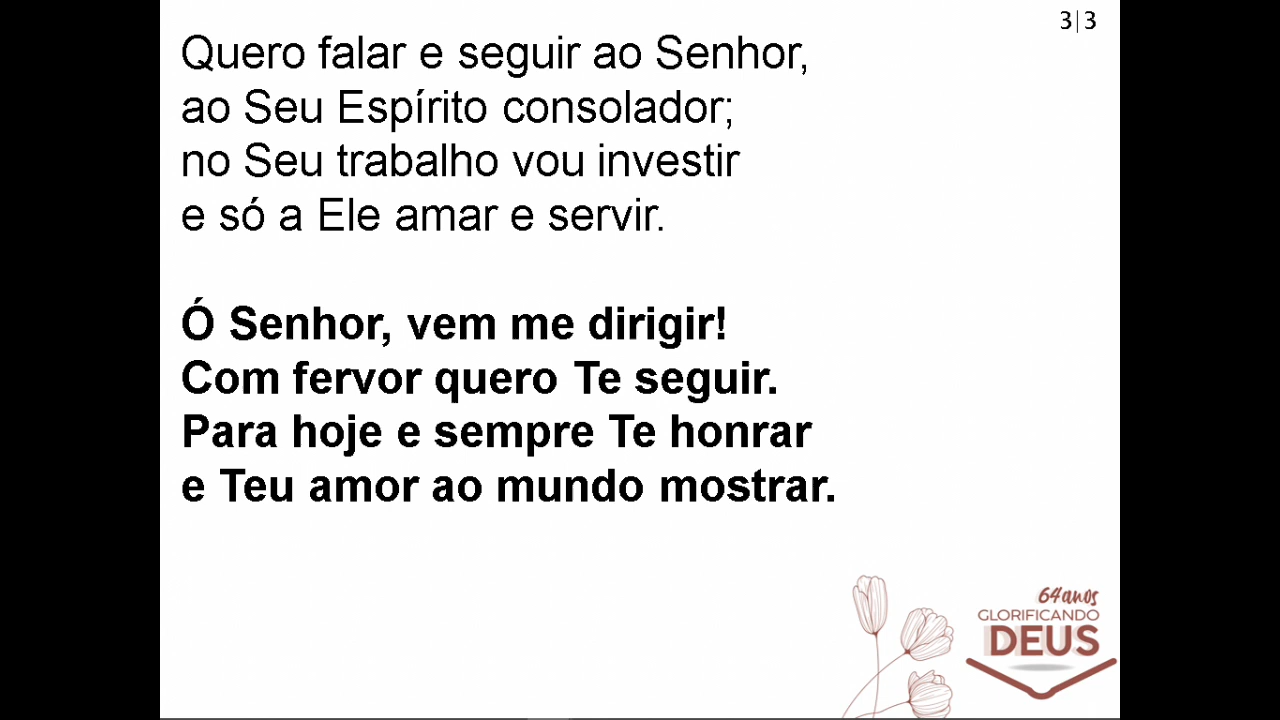 3|3
Quero falar e seguir ao Senhor,
ao Seu Espírito consolador;
no Seu trabalho vou investir
e só a Ele amar e servir.
Ó Senhor, vem me dirigir!
Com fervor quero Te seguir.
Para hoje e sempre Te honrar
e Teu amor ao mundo mostrar.
64 anos
GLORIFICANDO
DEUS